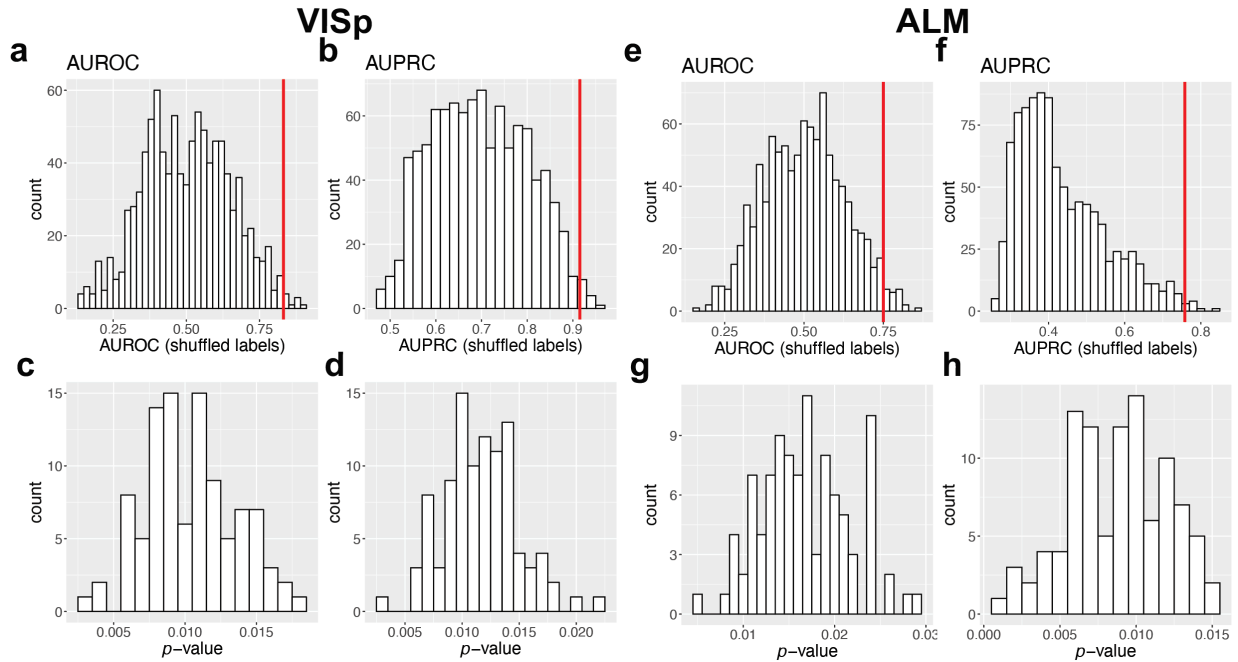 VISp
ALM
a
AUROC
count
60
40
20
0
0.25
0.50
0.75
AUROC (shuffled labels)
b
AUPRC
count
60
40
20
0
0.5
0.6
0.7
0.8
0.9
AUPRC (shuffled labels)
e
AUROC
count
60
40
20
0
0.25
0.50
0.75
AUROC (shuffled labels)
f
AUPRC
count
75
50
25
0
0.4
0.6
0.8
AUPRC (shuffled labels)
c
count
15
10
5
0
0.005
0.010
0.015
p−value
d
count
15
10
5
0
0.005
0.010
0.015
0.020
p−value
g
count
9
6
3
0
0.01
0.02
0.03
p−value
h
count
10
5
0
0.000
0.005
0.010
0.015
p−value